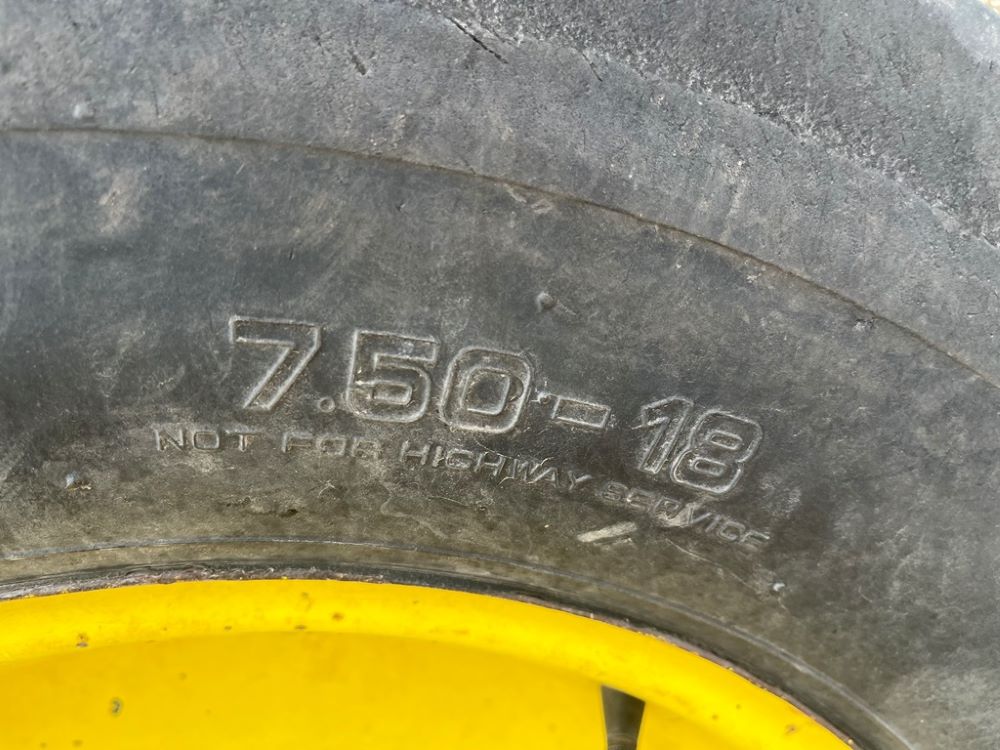 7.50-18
NOT FOR HIGHWAY SERVICE